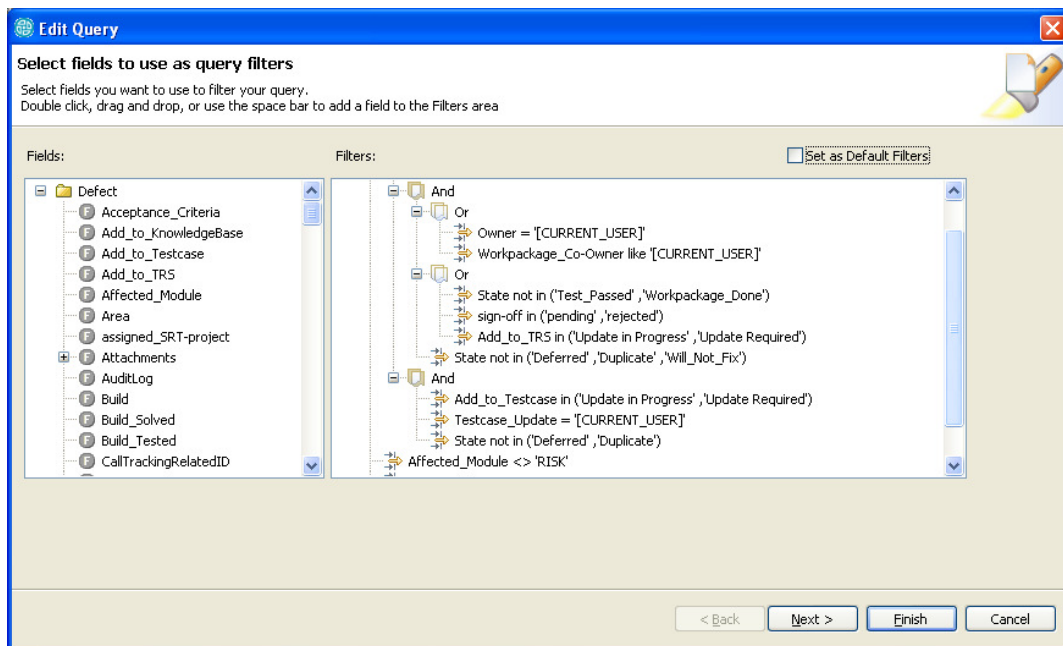 Edit Query
Select fields to use as query filters
Select fields you want to use to filter your query.
Double click, drag and drop, or use the space bar to add a field to the Filters area
Fields:
Filters:
Set as Default Filters
Defect
Acceptance_Criteria
Add_to_KnowledgeBase
Add_to_Testcase
Add_to_TRS
Affected_Module
Area
assigned_SRT-project
Attachments
AuditLog
Build
Build_Solved
Build_Tested
CallTrackingRelatedID
And
Or
Owner = '[CURRENT_USER]'
Workpackage_Co-Owner like '[CURRENT_USER]'
Or
State not in ('Test_Passed' ,'Workpackage_Done')
sign-off in ('pending' ,'rejected')
Add_to_TRS in ('Update in Progress' ,'Update Required')
State not in ('Deferred' ,'Duplicate' ,'Will_Not_Fix')
And
Add_to_Testcase in ('Update in Progress' ,'Update Required')
Testcase_Update = '[CURRENT_USER]'
State not in ('Deferred' ,'Duplicate')
Affected_Module <> 'RISK'
< Back
Next >
Finish
Cancel